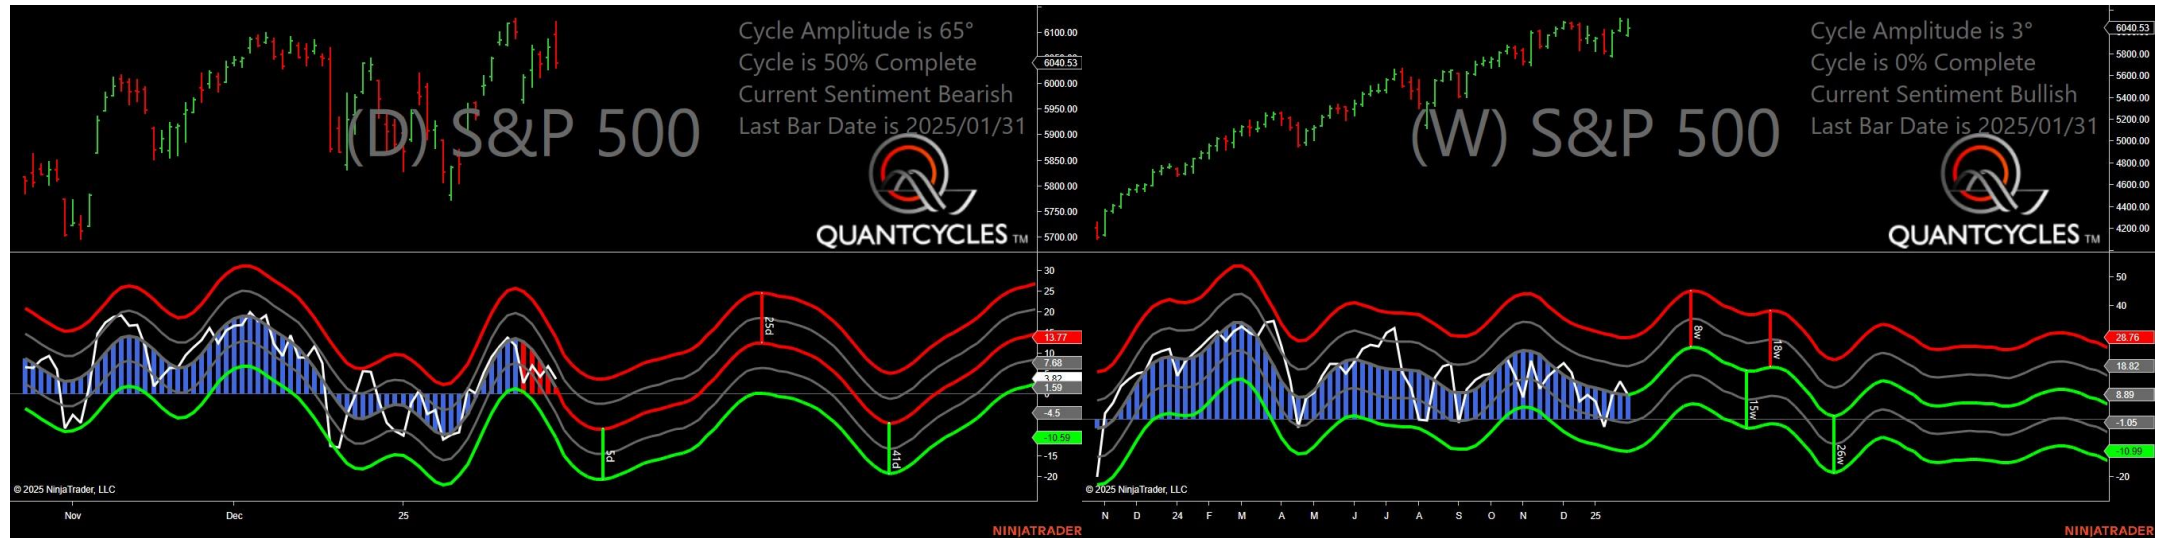 Cycle Amplitude is 65°
Cycle is 50% Complete
Current Sentiment Bearish
Last Bar Date is 2025/01/31
(D) S&P 500
QUANTCYCLES TM
6100.00
6040.53
6000.00
5950.00
5900.00
5850.00
5800.00
5750.00
5700.00
30
25
20
13.77
10
7.68
3.82
1.59
0
-4.5
-10.59
-15
-20
25d
5d
41d
© 2025 NinjaTrader, LLC
Nov
Dec
25
NINJATRADER
Cycle Amplitude is 3°
Cycle is 0% Complete
Current Sentiment Bullish
Last Bar Date is 2025/01/31
(W) S&P 500
QUANTCYCLES TM
6040.53
5800.00
5600.00
5400.00
5200.00
5000.00
4800.00
4600.00
4400.00
4200.00
50
40
28.76
18.82
8.89
-1.05
-10.99
-20
8w
18w
15w
26w
© 2025 NinjaTrader, LLC
N D 24 F M A M J J A S O N D 25
NINJATRADER